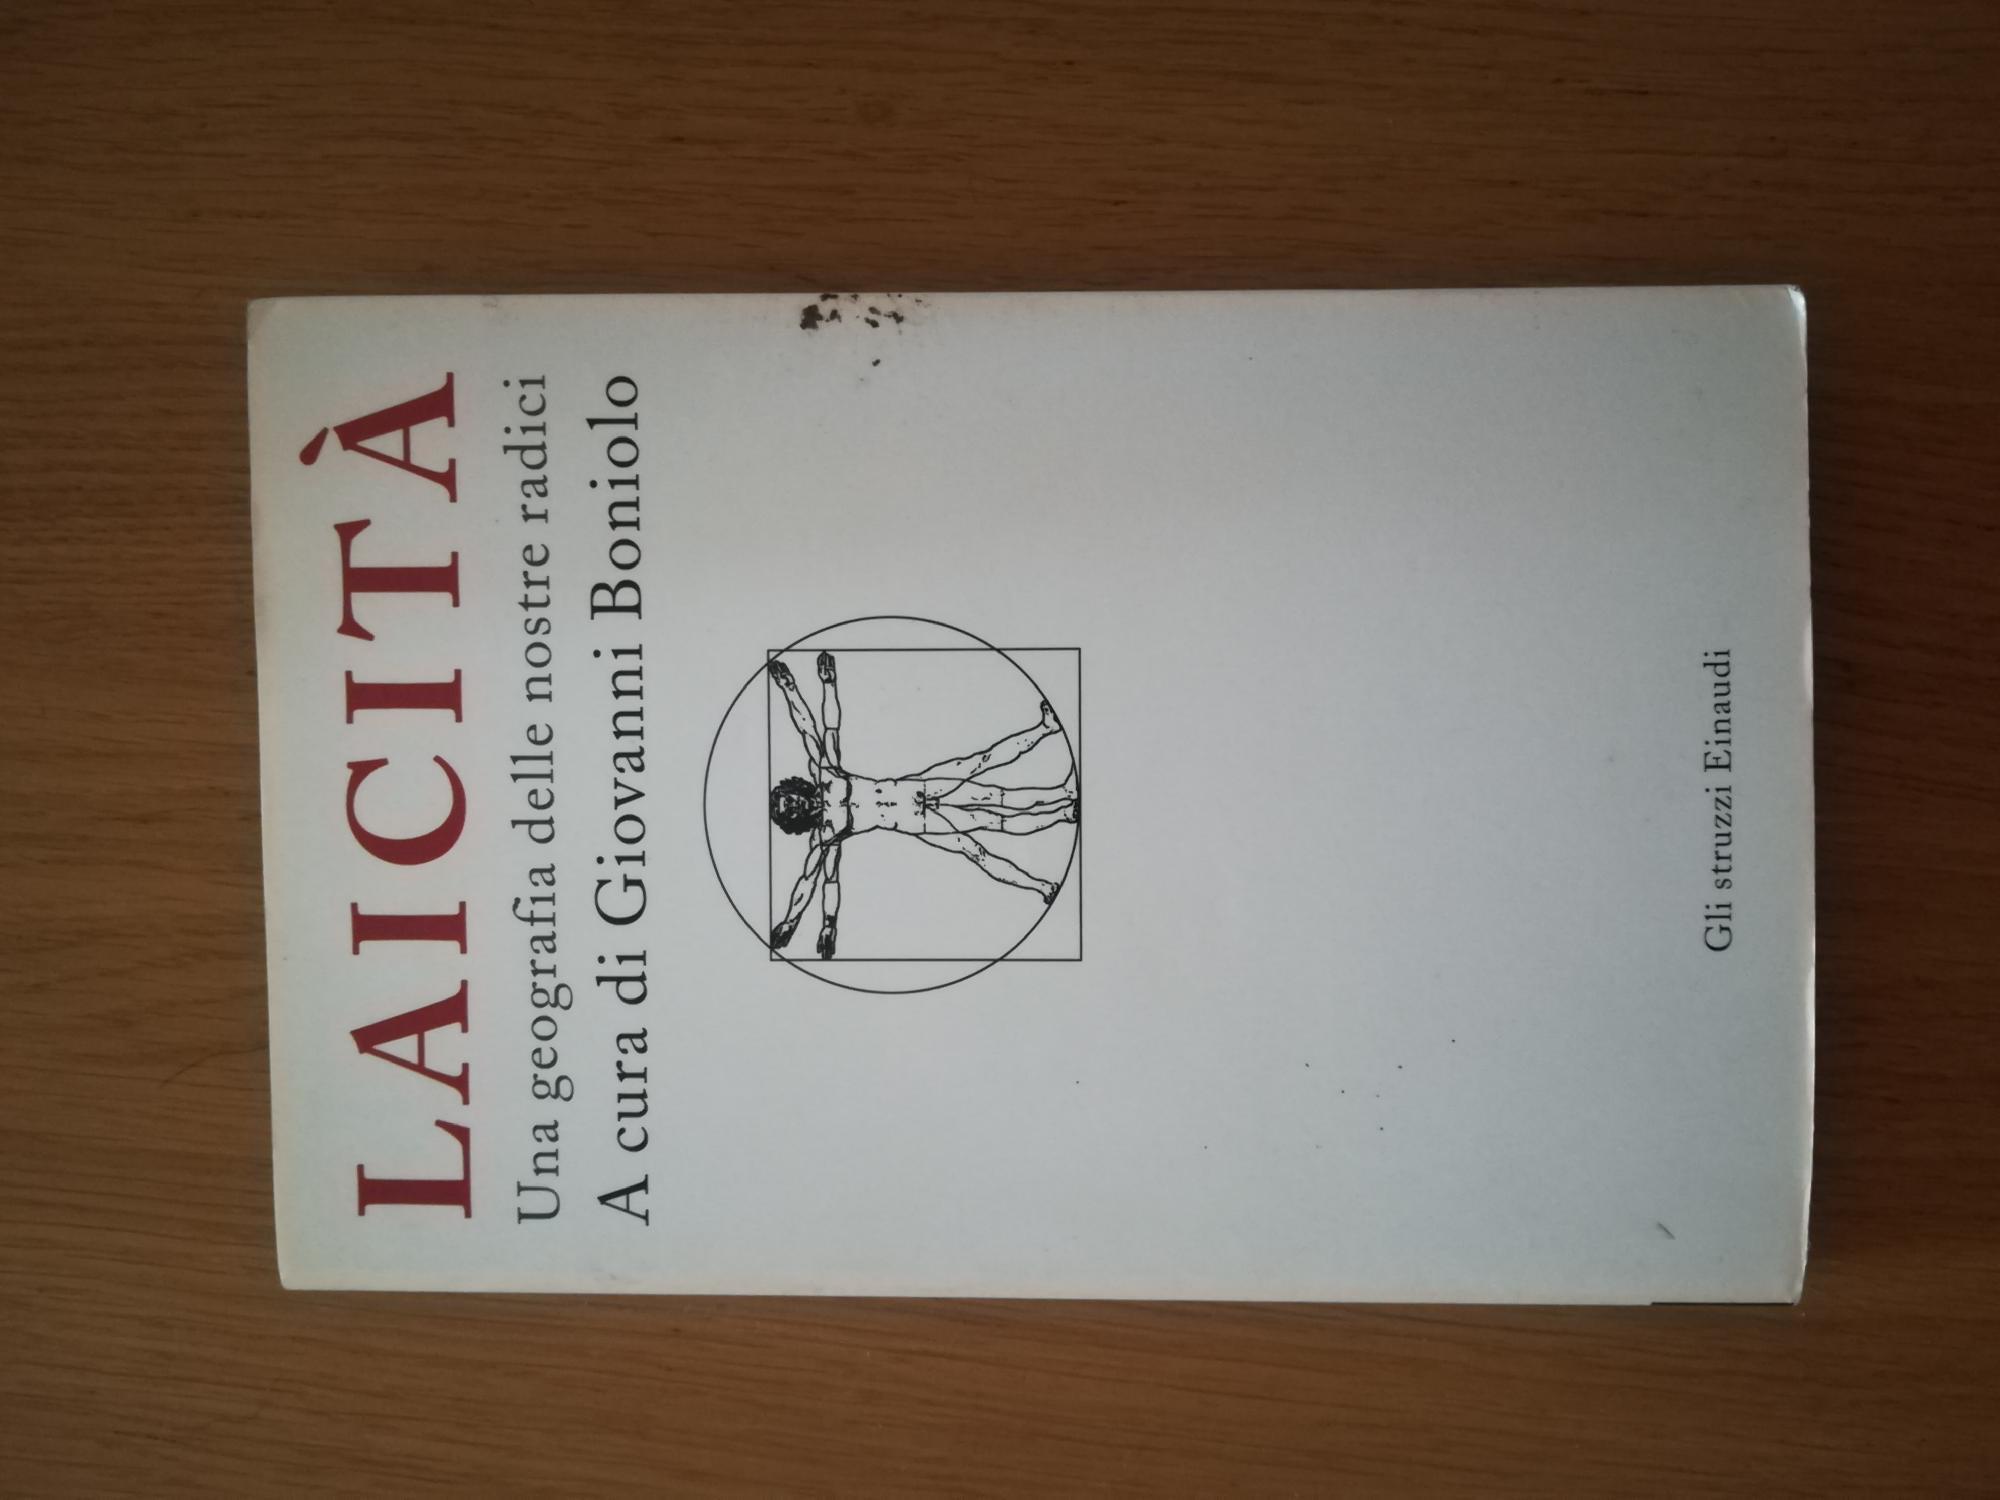 LAICITÀ
Una geografia delle nostre radici
A cura di Giovanni Boniolo
Gli struzzi Einaudi